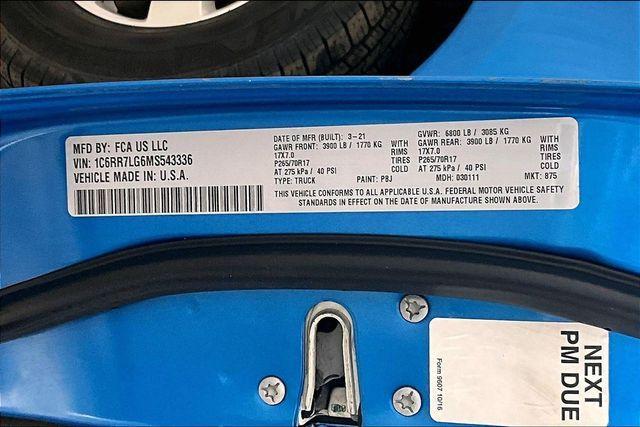 MFD BY: FCA US LLC
VIN: 1C6RR7LG6MS543336
VEHICLE MADE IN: U.S.A.
DATE OF MFR (BUILT): 3-21
GAWR FRONT: 3900 LB / 1770 KG WITH
17X7.0 RIMS
P265/70R17 TIRES
AT 275 kPa / 40 PSI COLD
TYPE: TRUCK PAINT: PBJ
GVWR: 6800 LB / 3085 KG
GAWR REAR: 3900 LB / 1770 KG WITH
17X7.0 RIMS
P265/70R17 TIRES
AT 275 kPa / 40 PSI COLD
MDH: 030111 MKT: 875
THIS VEHICLE CONFORMS TO ALL APPLICABLE U.S.A. FEDERAL MOTOR VEHICLE SAFETY
STANDARDS IN EFFECT ON THE DATE OF MANUFACTURE SHOWN ABOVE.
NEXT
PM DUE
Form 9607 10/16